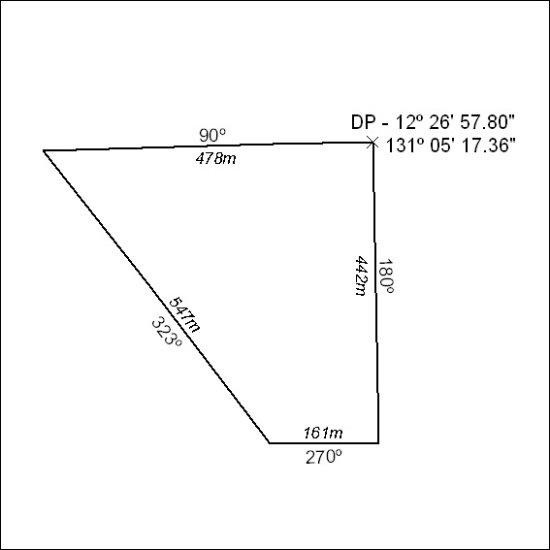 DP - 12º 26' 57.80"
131º 05' 17.36"
90º
478m
442m
180º
547m
323º
161m
270º